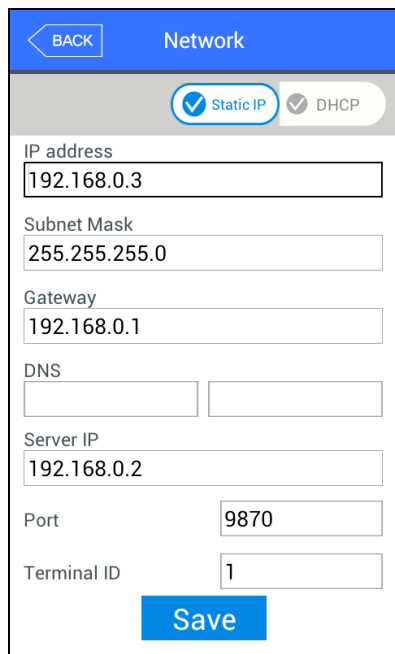 BACK Network
Static IP DHCP
IP address
192.168.0.3
Subnet Mask
255.255.255.0
Gateway
192.168.0.1
DNS
Server IP
192.168.0.2
Port 9870
Terminal ID 1
Save